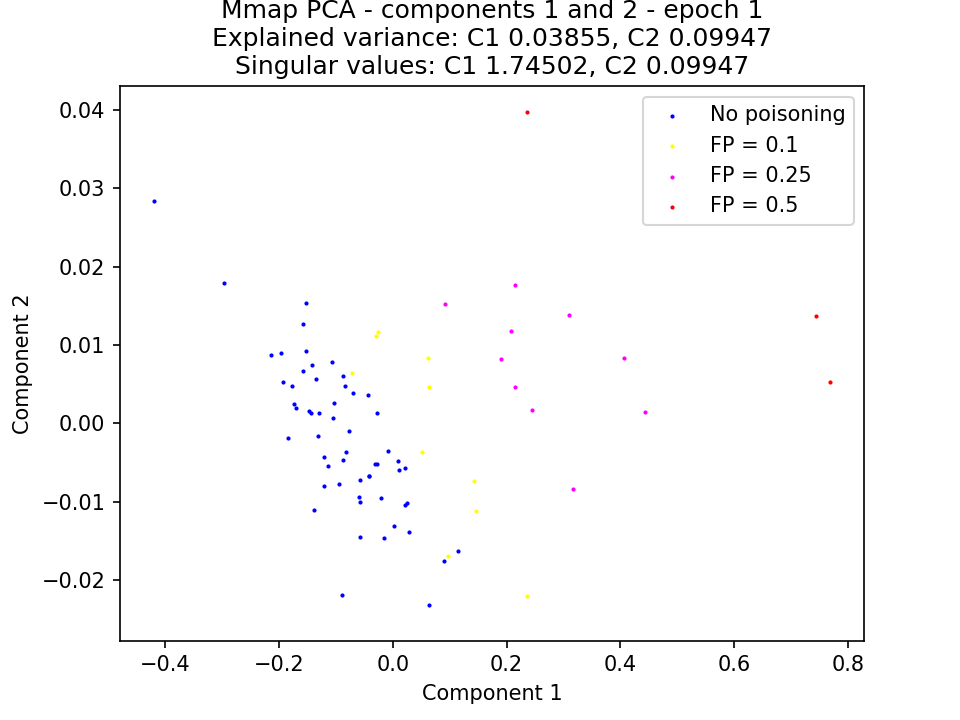 Mmap PCA - components 1 and 2 - epoch 1
Explained variance: C1 0.03855, C2 0.09947
Singular values: C1 1.74502, C2 0.09947
No poisoning
FP = 0.1
FP = 0.25
FP = 0.5
0.04
0.03
0.02
0.01
0.00
−0.01
−0.02
Component 2
−0.4
−0.2
0.0
0.2
0.4
0.6
0.8
Component 1